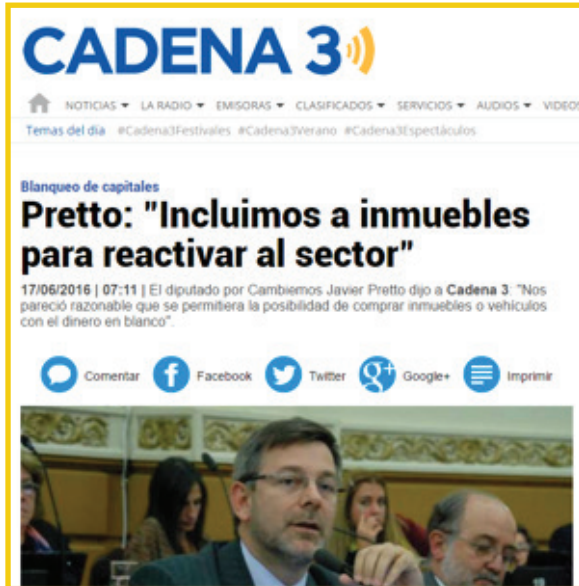 CADENA 3
NOTICIAS LA RADIO EMISORAS CLASIFICADOS SERVICIOS AUDIOS VIDEOS
Temas del día #Cadena3Festivales #Cadena3Verano #Cadena3Espectáculos
Blanqueo de capitales
Pretto: "Incluimos a inmuebles
para reactivar al sector"
17/06/2016 | 07:11 | El diputado por Cambiemos Javier Pretto dijo a Cadena 3: "Nos
pareció razonable que se permitiera la posibilidad de comprar inmuebles o vehículos
con el dinero en blanco".
Comentar Facebook Twitter Google+ Imprimir